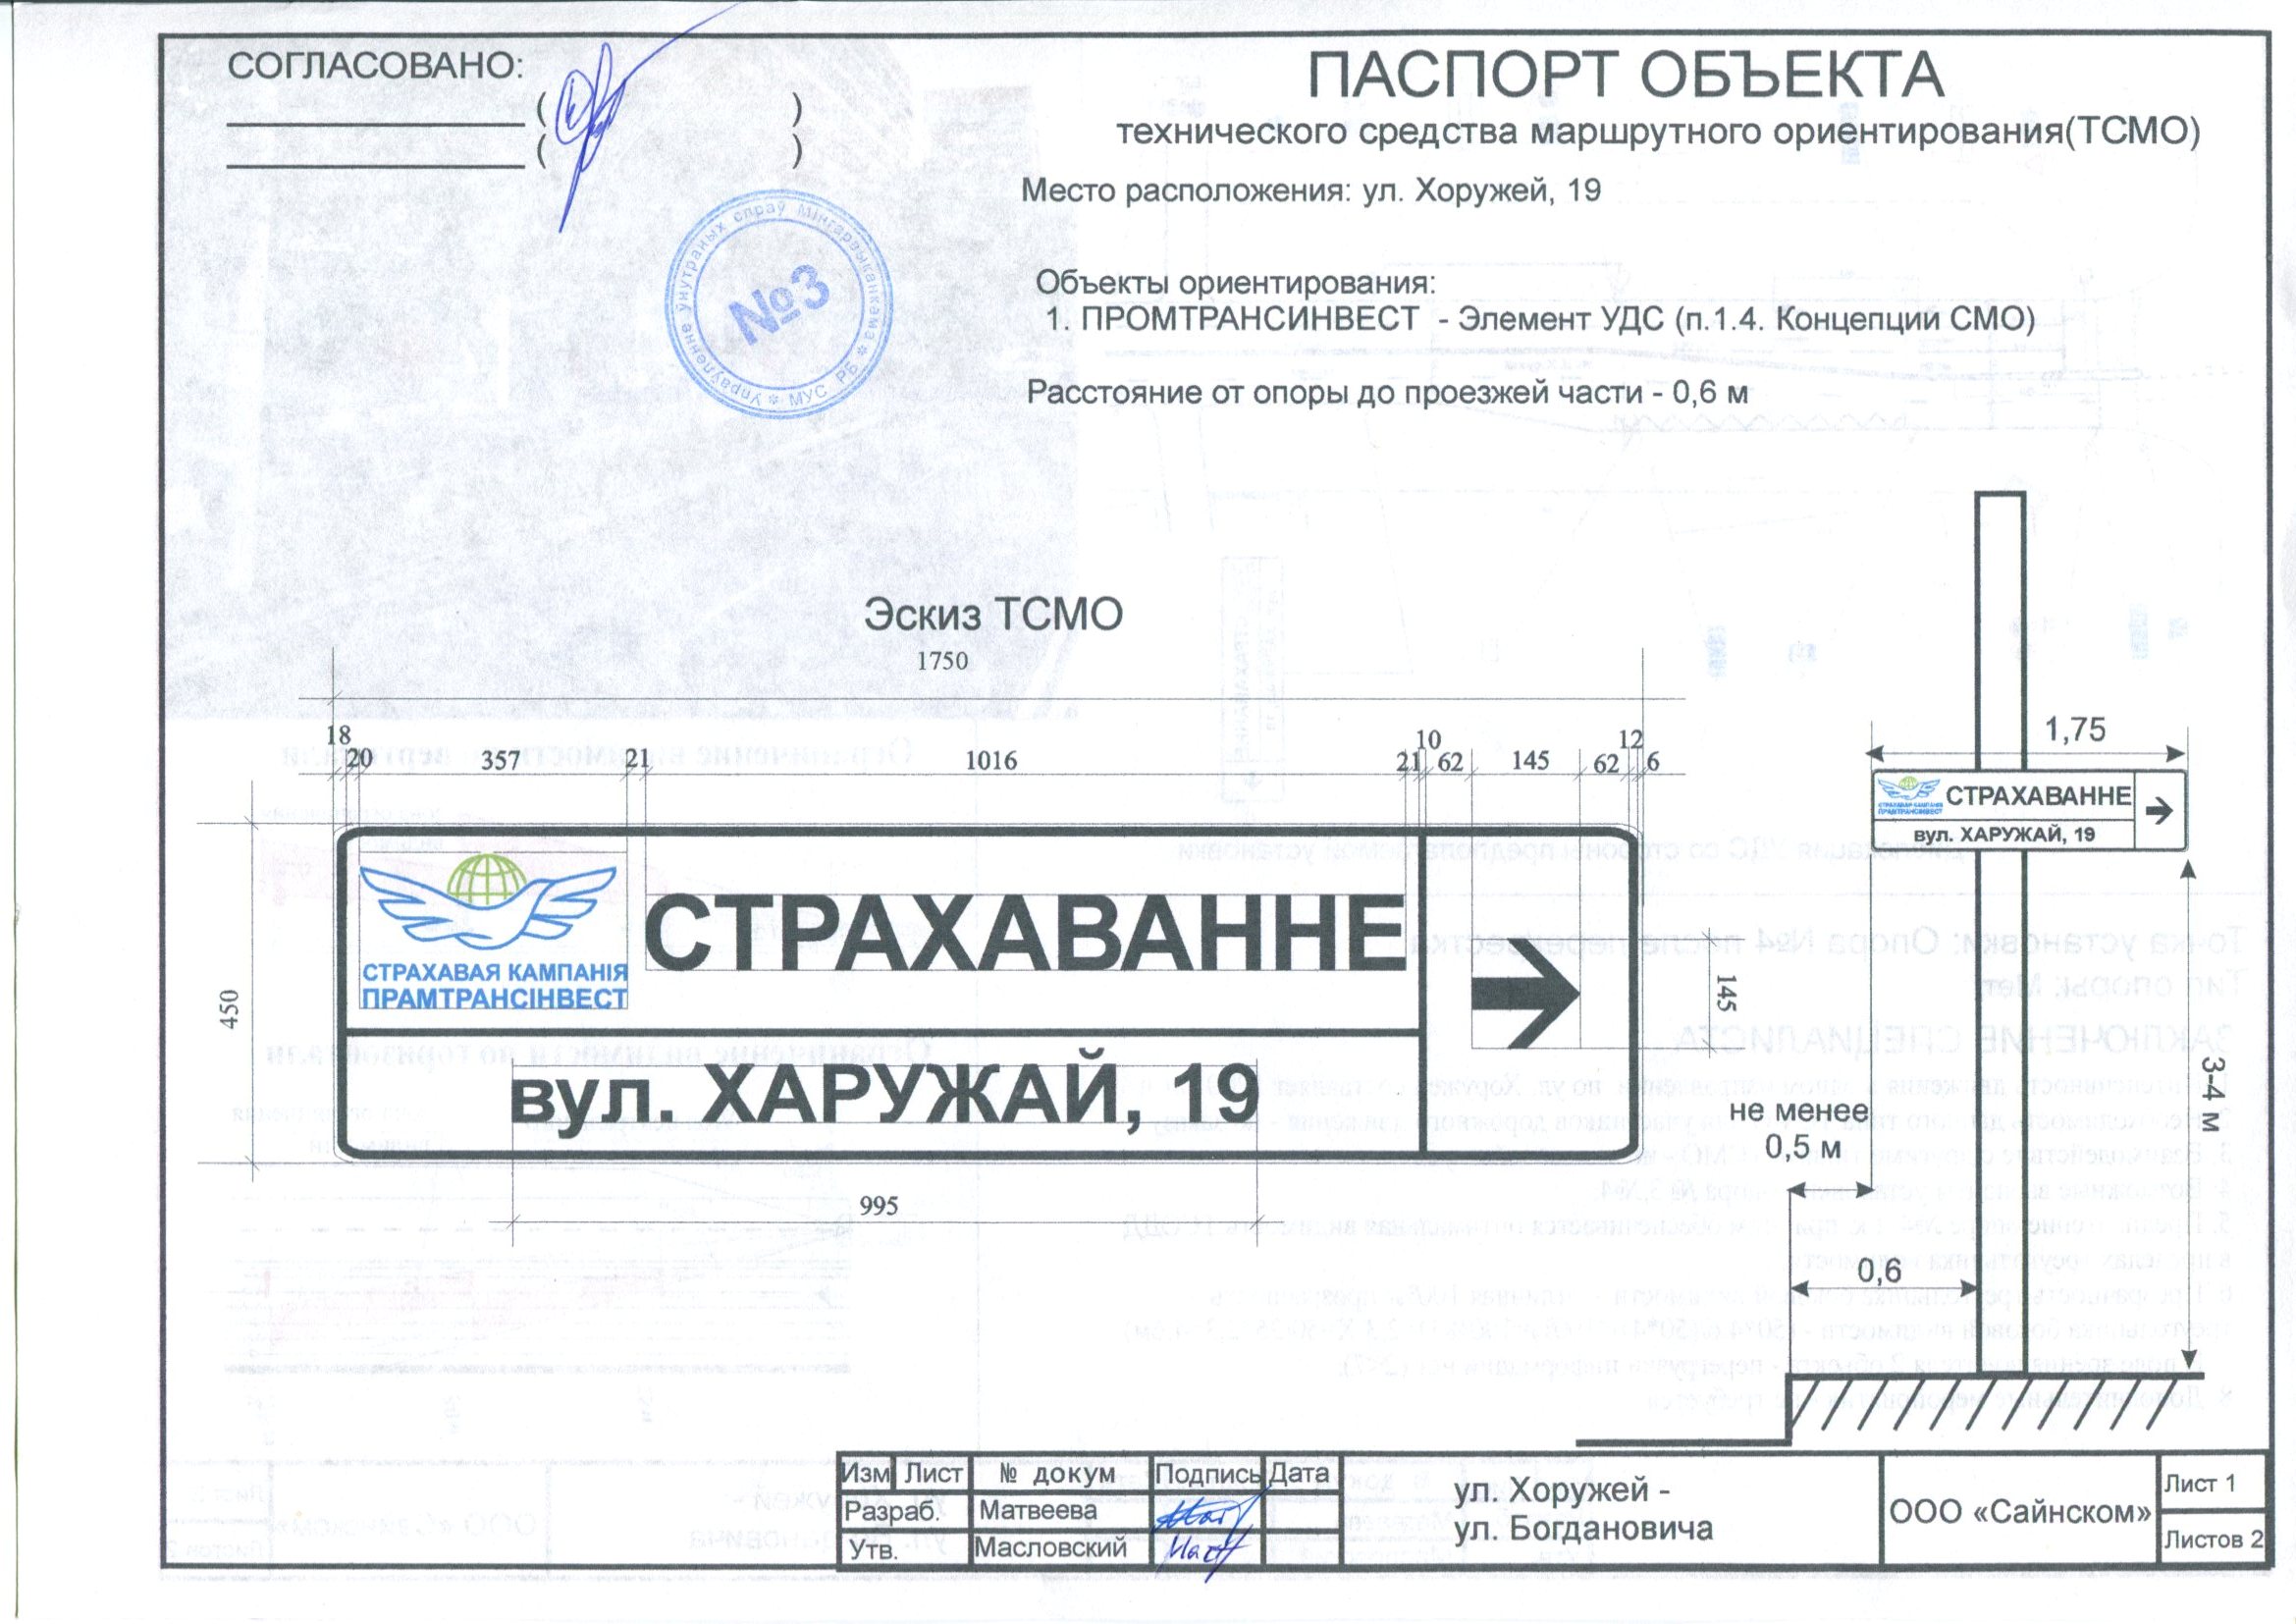 СОГЛАСОВАНО:
( )
( )
ПАСПОРТ ОБЪЕКТА
технического средства маршрутного ориентирования(ТСМО)
Место расположения: ул. Хоружей, 19
Объекты ориентирования:
1. ПРОМТРАНСИНВЕСТ - Элемент УДС (п.1.4. Концепции СМО)
Расстояние от опоры до проезжей части - 0,6 м
Упраўленне ўнутраных спраў Мінгарвыканкама * МУС РБ *
№3
Эскиз ТСМО
1750
18 20 357 21 1016 21 10 62 145 62 12 6
450
СТРАХАВАЯ КАМПАНІЯ
ПРАМТРАНСІНВЕСТ
СТРАХАВАННЕ
вул. ХАРУЖАЙ, 19
145
995
1,75
СТРАХАВАЯ КАМПАНІЯ
ПРАМТРАНСІНВЕСТ
СТРАХАВАННЕ
вул. ХАРУЖАЙ, 19
3-4 м
не менее
0,5 м
0,6
Изм Лист № докум Подпись Дата
Разраб. Матвеева
Утв. Масловский
ул. Хоружей -
ул. Богдановича
ООО «Сайнском»
Лист 1
Листов 2